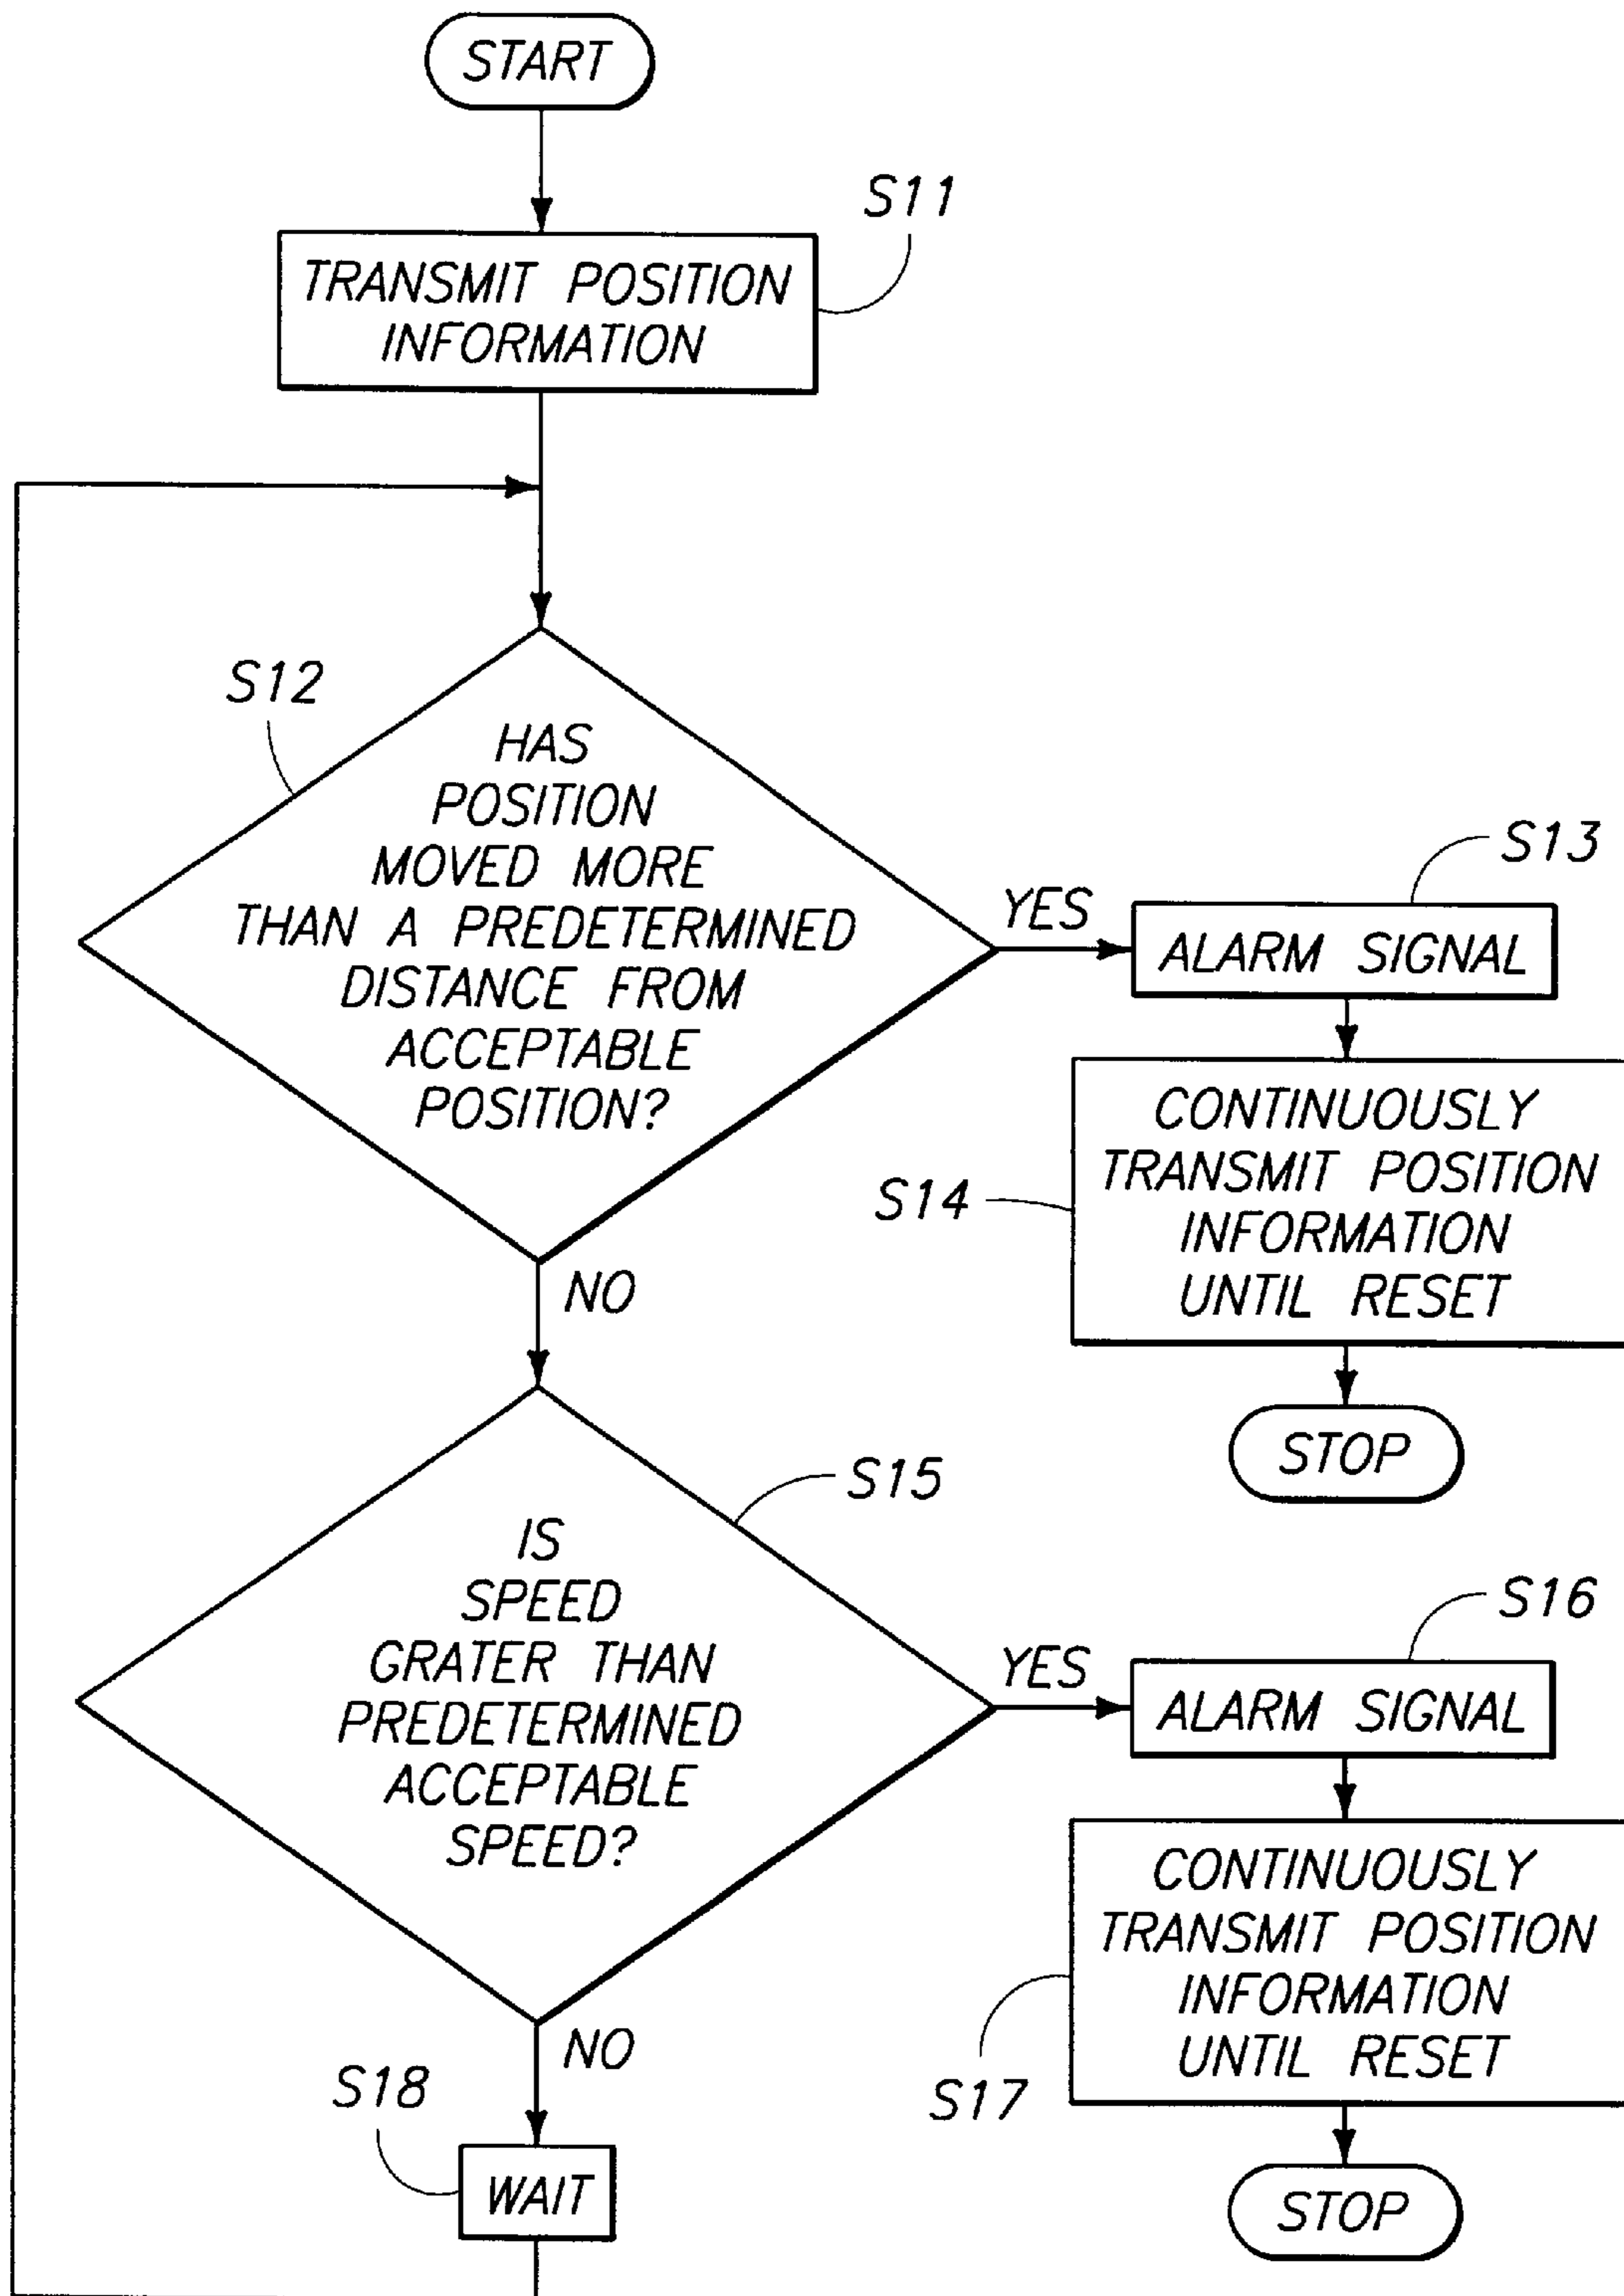 START
S11
TRANSMIT POSITION
INFORMATION
S12
HAS
POSITION
MOVED MORE
THAN A PREDETERMINED
DISTANCE FROM
ACCEPTABLE
POSITION?
YES
S13
ALARM SIGNAL
S14
CONTINUOUSLY
TRANSMIT POSITION
INFORMATION
UNTIL RESET
STOP
NO
S15
IS
SPEED
GRATER THAN
PREDETERMINED
ACCEPTABLE
SPEED?
YES
S16
ALARM SIGNAL
S17
CONTINUOUSLY
TRANSMIT POSITION
INFORMATION
UNTIL RESET
STOP
NO
S18
WAIT